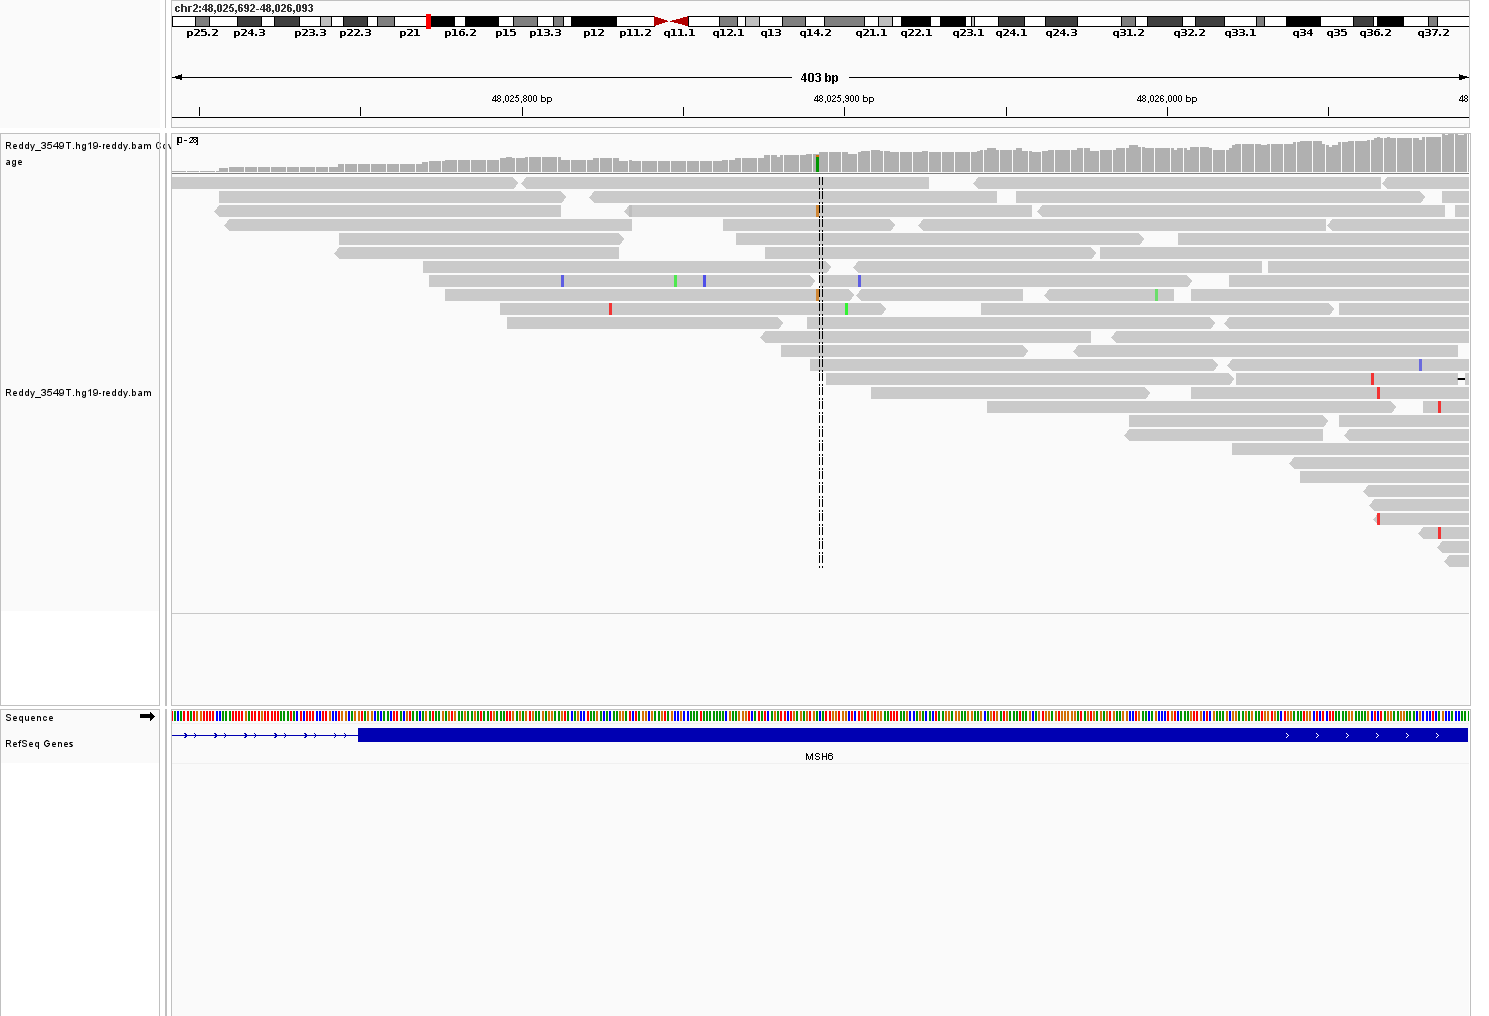 chr2:48,025,692-48,026,093
p25.2 p24.3 p23.3 p22.3 p21 p16.2 p15 p13.3 p12 p11.2 q11.1 q12.1 q13 q14.2 q21.1 q22.1 q23.1 q24.1 q24.3 q31.2 q32.2 q33.1 q34 q35 q36.2 q37.2
403 bp
48,025,800 bp 48,025,900 bp 48,026,000 bp 48
Reddy_3549T.hg19-reddy.bam Cov
age
[0-28]
Reddy_3549T.hg19-reddy.bam
Sequence
RefSeq Genes
MSH6